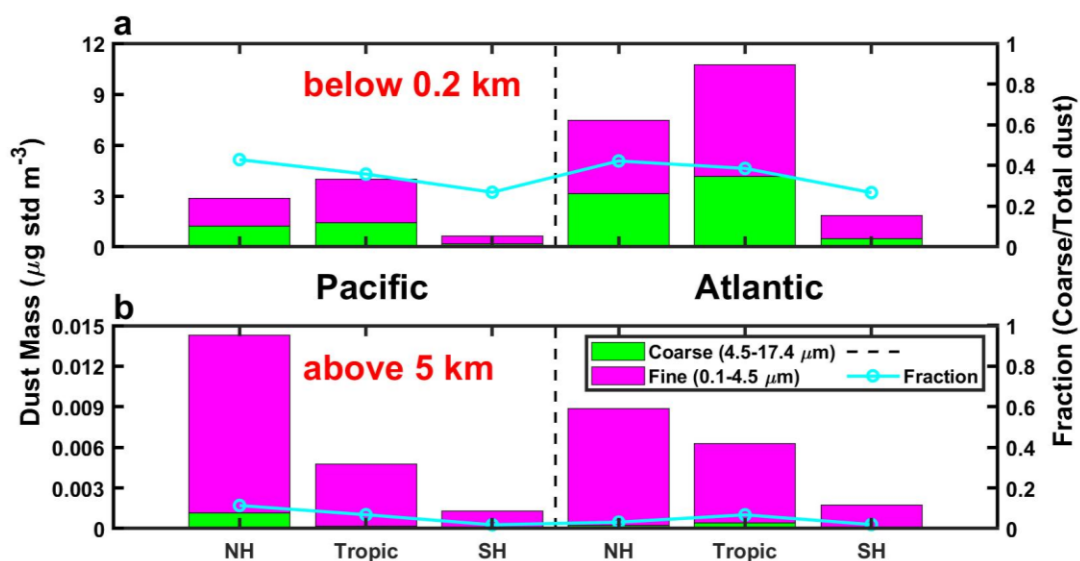 a
12
9
6
3
0
below 0.2 km
1
0.8
0.6
0.4
0.2
0
Dust Mass (μg std m⁻³)
Fraction (Coarse/Total dust)
Pacific
Atlantic
b
0.015
0.012
0.009
0.006
0.003
0
above 5 km
Coarse (4.5-17.4 μm)
Fine (0.1-4.5 μm)
Fraction
1
0.8
0.6
0.4
0.2
0
NH Tropic SH NH Tropic SH